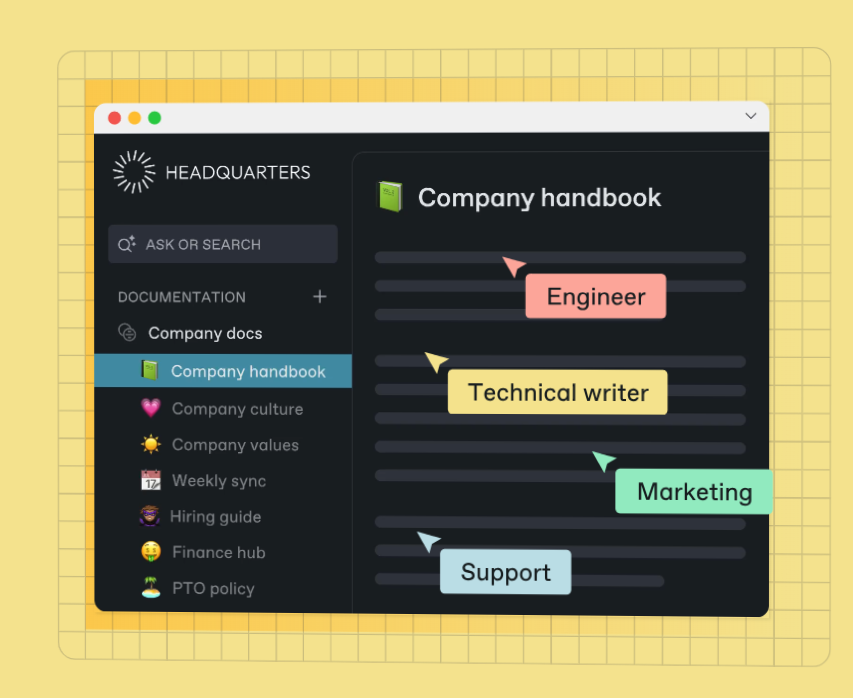 HEADQUARTERS
ASK OR SEARCH
DOCUMENTATION
Company docs
Company handbook
Company culture
Company values
Weekly sync
Hiring guide
Finance hub
PTO policy
Company handbook
Engineer
Technical writer
Marketing
Support